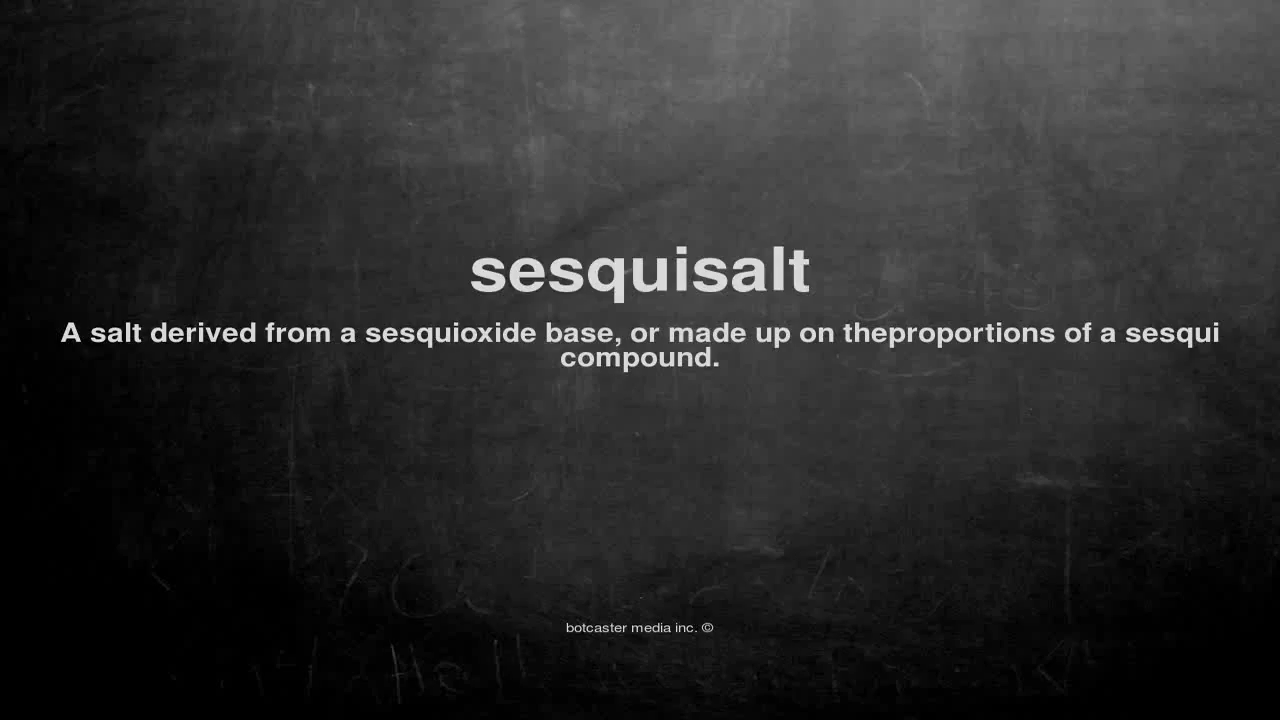 sesquisalt
A salt derived from a sesquioxide base, or made up on theproportions of a sesqui
compound.
botcaster media inc. ©